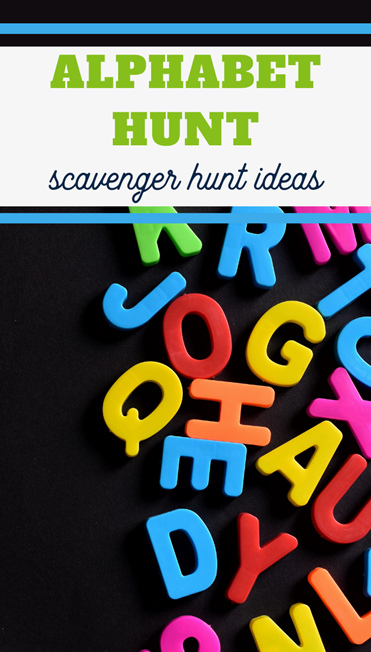 ALPHABET
HUNT
scavenger hunt ideas
K R
J O G
Q H X
E A U
D Y
L
N